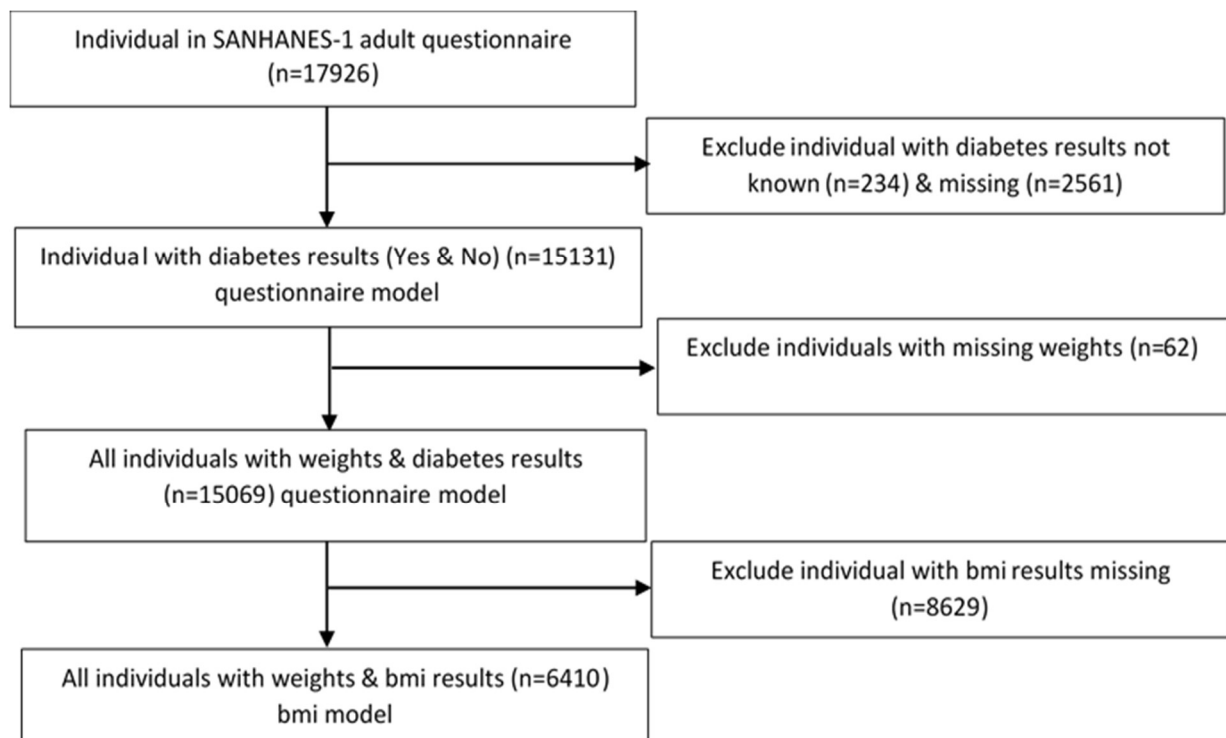 Individual in SANHANES-1 adult questionnaire
(n=17926)
Exclude individual with diabetes results not
known (n=234) & missing (n=2561)
Individual with diabetes results (Yes & No) (n=15131)
questionnaire model
Exclude individuals with missing weights (n=62)
All individuals with weights & diabetes results
(n=15069) questionnaire model
Exclude individual with bmi results missing
(n=8629)
All individuals with weights & bmi results (n=6410)
bmi model